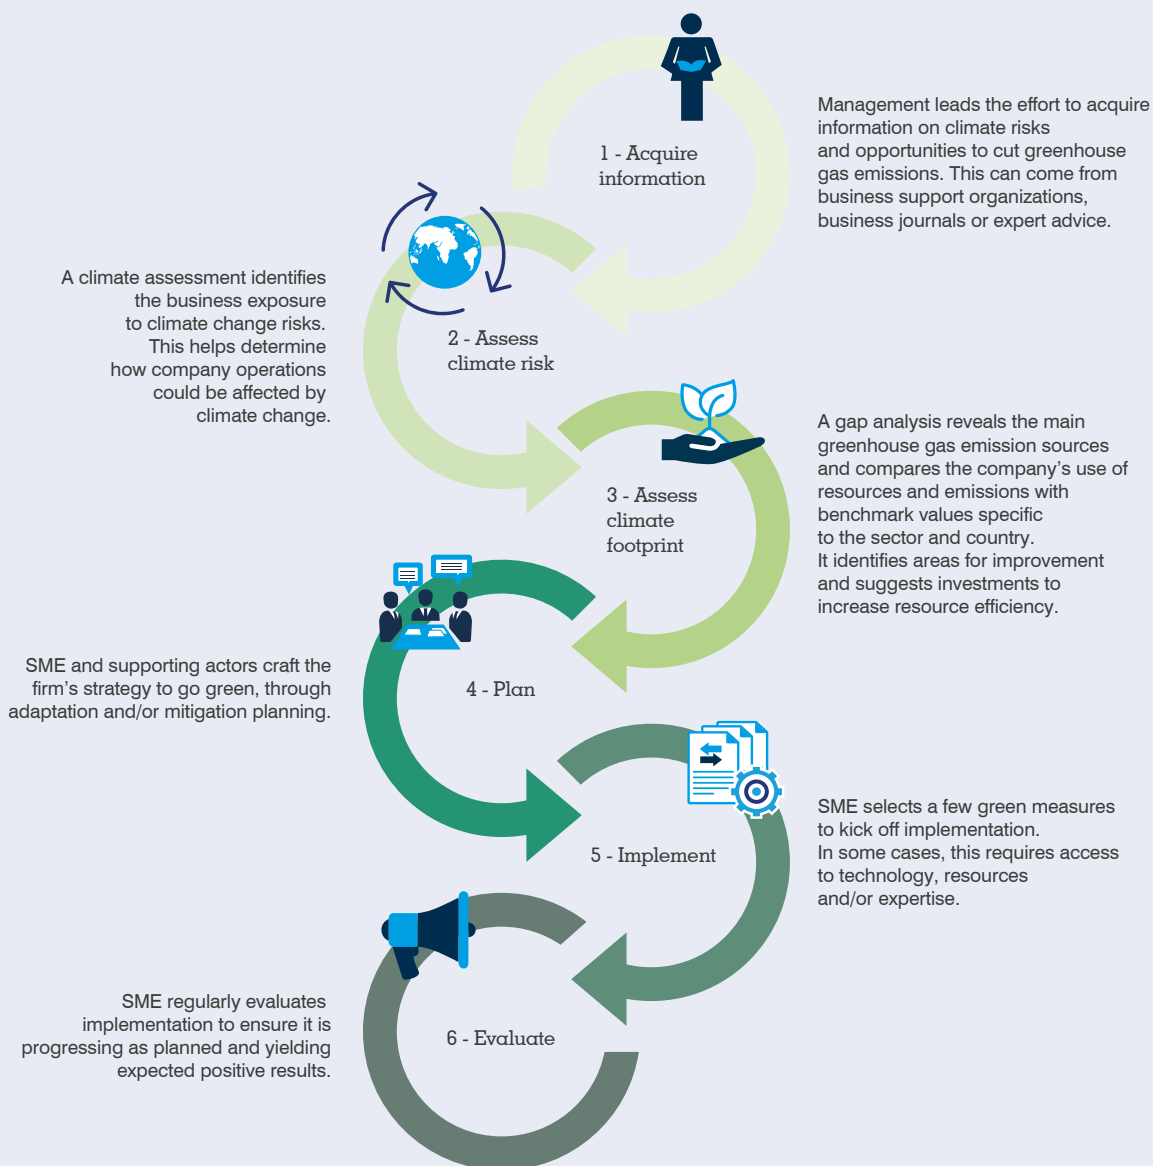 1 - Acquire
information
Management leads the effort to acquire
information on climate risks
and opportunities to cut greenhouse
gas emissions. This can come from
business support organizations,
business journals or expert advice.
2 - Assess
climate risk
A climate assessment identifies
the business exposure
to climate change risks.
This helps determine
how company operations
could be affected by
climate change.
3 - Assess
climate
footprint
A gap analysis reveals the main
greenhouse gas emission sources
and compares the company’s use of
resources and emissions with
benchmark values specific
to the sector and country.
It identifies areas for improvement
and suggests investments to
increase resource efficiency.
4 - Plan
SME and supporting actors craft the
firm’s strategy to go green, through
adaptation and/or mitigation planning.
5 - Implement
SME selects a few green measures
to kick off implementation.
In some cases, this requires access
to technology, resources
and/or expertise.
6 - Evaluate
SME regularly evaluates
implementation to ensure it is
progressing as planned and yielding
expected positive results.